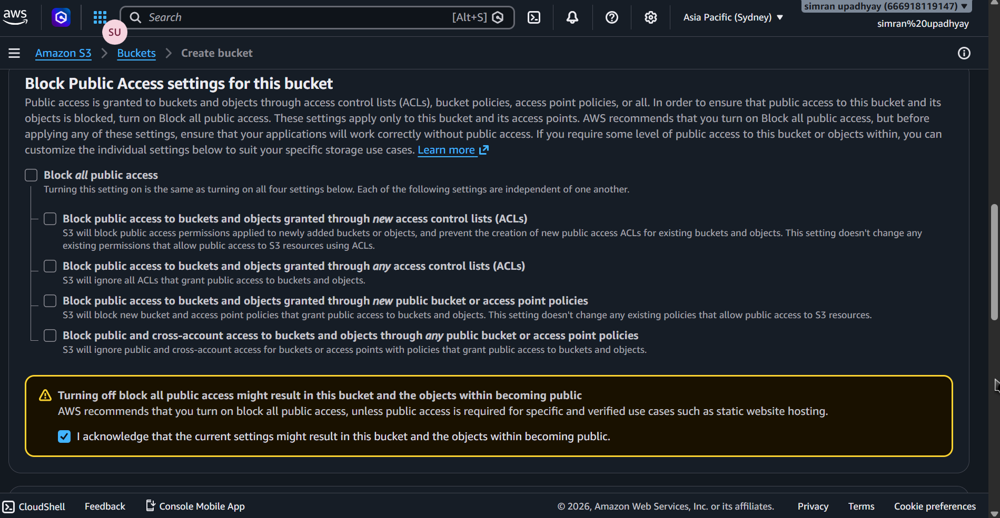 aws
Search
[Alt+S]
Asia Pacific (Sydney)
simran upadhyay (666918119147)
simran%20upadhyay
SU
Amazon S3
Buckets
Create bucket
Block Public Access settings for this bucket
Public access is granted to buckets and objects through access control lists (ACLs), bucket policies, access point policies, or all. In order to ensure that public access to this bucket and its
objects is blocked, turn on Block all public access. These settings apply only to this bucket and its access points. AWS recommends that you turn on Block all public access, but before
applying any of these settings, ensure that your applications will work correctly without public access. If you require some level of public access to this bucket or objects within, you can
customize the individual settings below to suit your specific storage use cases. Learn more
Block all public access
Turning this setting on is the same as turning on all four settings below. Each of the following settings are independent of one another.
Block public access to buckets and objects granted through new access control lists (ACLs)
S3 will block public access permissions applied to newly added buckets or objects, and prevent the creation of new public access ACLs for existing buckets and objects. This setting doesn't change any
existing permissions that allow public access to S3 resources using ACLs.
Block public access to buckets and objects granted through any access control lists (ACLs)
S3 will ignore all ACLs that grant public access to buckets and objects.
Block public access to buckets and objects granted through new public bucket or access point policies
S3 will block new bucket and access point policies that grant public access to buckets and objects. This setting doesn't change any existing policies that allow public access to S3 resources.
Block public and cross-account access to buckets and objects through any public bucket or access point policies
S3 will ignore public and cross-account access for buckets or access points with policies that grant public access to buckets and objects.
Turning off block all public access might result in this bucket and the objects within becoming public
AWS recommends that you turn on block all public access, unless public access is required for specific and verified use cases such as static website hosting.
I acknowledge that the current settings might result in this bucket and the objects within becoming public.
CloudShell
Feedback
Console Mobile App
© 2026, Amazon Web Services, Inc. or its affiliates.
Privacy
Terms
Cookie preferences